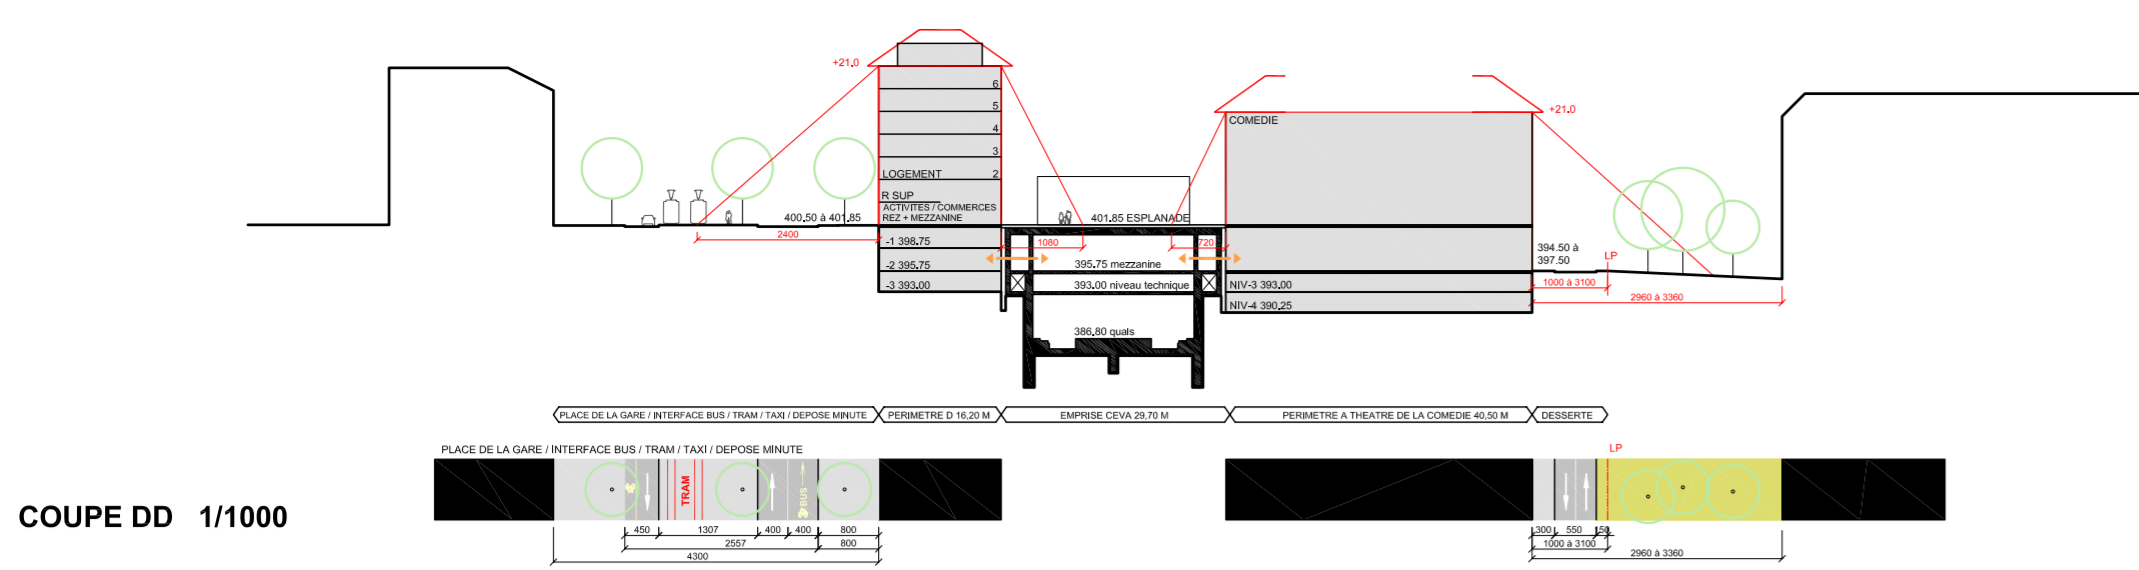 +21.0
6
5
4
3
LOGEMENT 2
R SUP
ACTIVITES / COMMERCES
REZ + MEZZANINE
400.50 à 401.85
2400
-1 398.75
-2 395.75
-3 393.00
1080
401.85 ESPLANADE
720
395.75 mezzanine
393.00 niveau technique
386.80 quais
+21.0
COMEDIE
NIV-3 393.00
NIV-4 390.25
394.50 à
397.50
LP
1000 à 3100
2960 à 3360
PLACE DE LA GARE / INTERFACE BUS / TRAM / TAXI / DEPOSE MINUTE
PERIMETRE D 16,20 M
EMPRISE CEVA 29,70 M
PERIMETRE A THEATRE DE LA COMEDIE 40,50 M
DESSERTE
PLACE DE LA GARE / INTERFACE BUS / TRAM / TAXI / DEPOSE MINUTE
LP
TRAM
BUS
COUPE DD 1/1000
450 1307 400 400 800
2557 800
4300
300 550 150
1000 à 3100
2960 à 3360